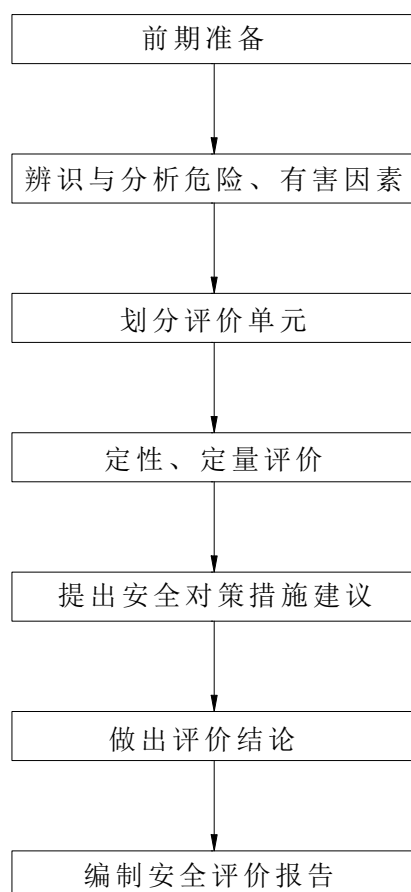 前期准备
辨识与分析危险、有害因素
划分评价单元
定性、定量评价
提出安全对策措施建议
做出评价结论
编制安全评价报告